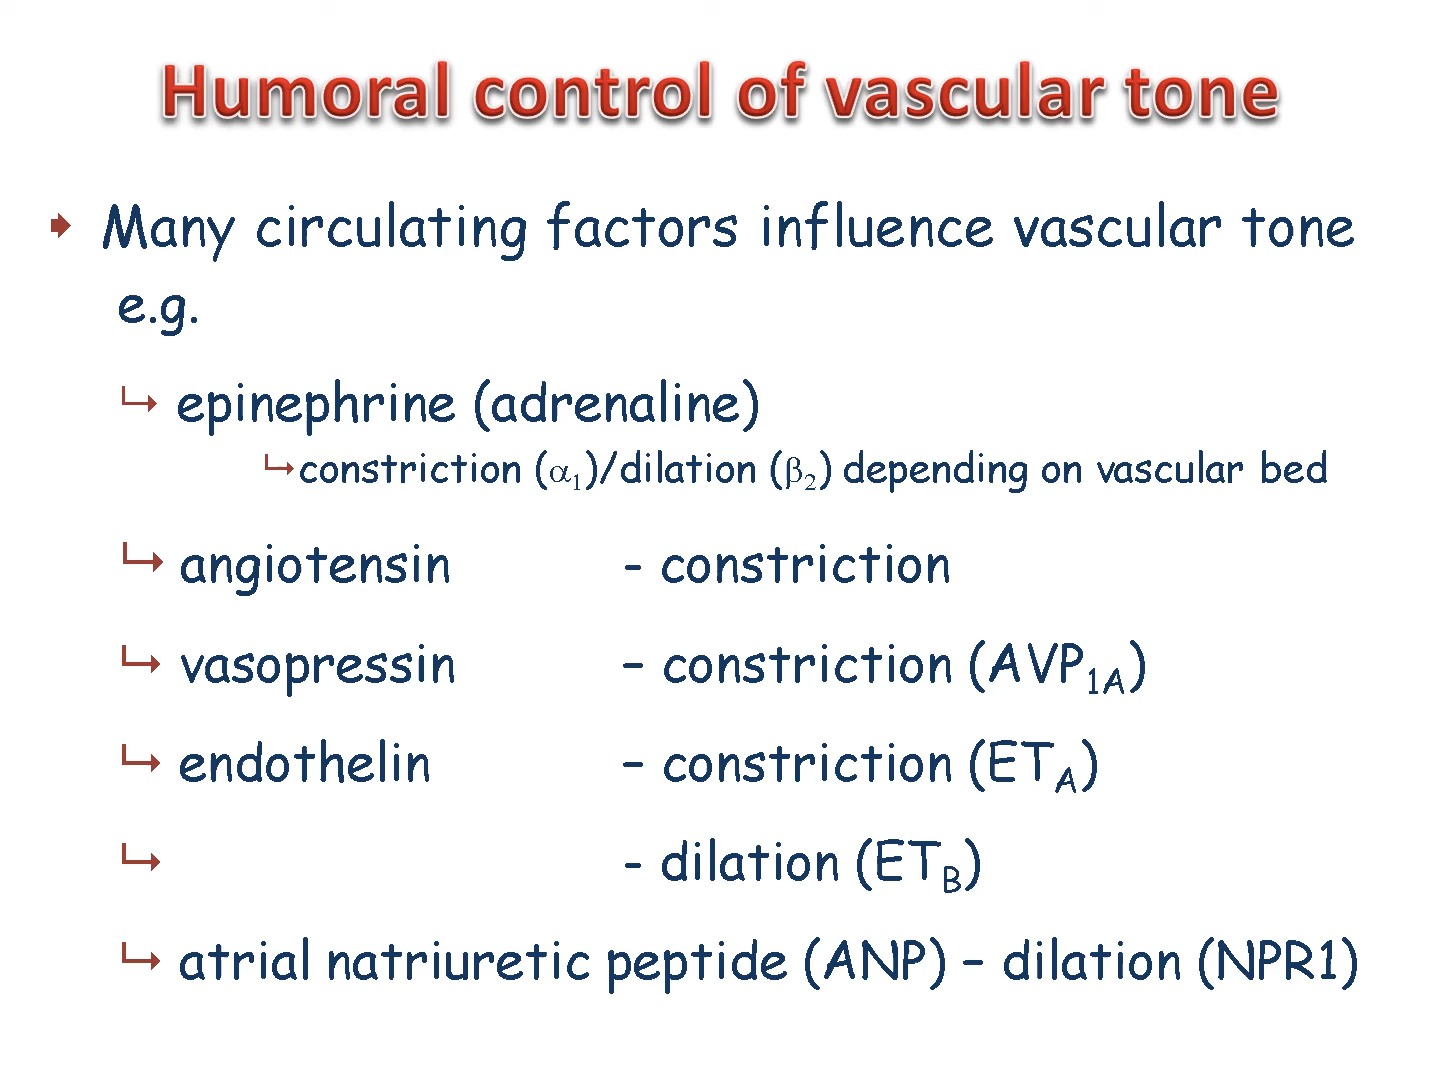 Humoral control of vascular tone
Many circulating factors influence vascular tone
e.g.
epinephrine (adrenaline)
constriction (α₁)/dilation (β₂) depending on vascular bed
angiotensin - constriction
vasopressin – constriction (AVP1A)
endothelin – constriction (ETA)
- dilation (ETB)
atrial natriuretic peptide (ANP) – dilation (NPR1)